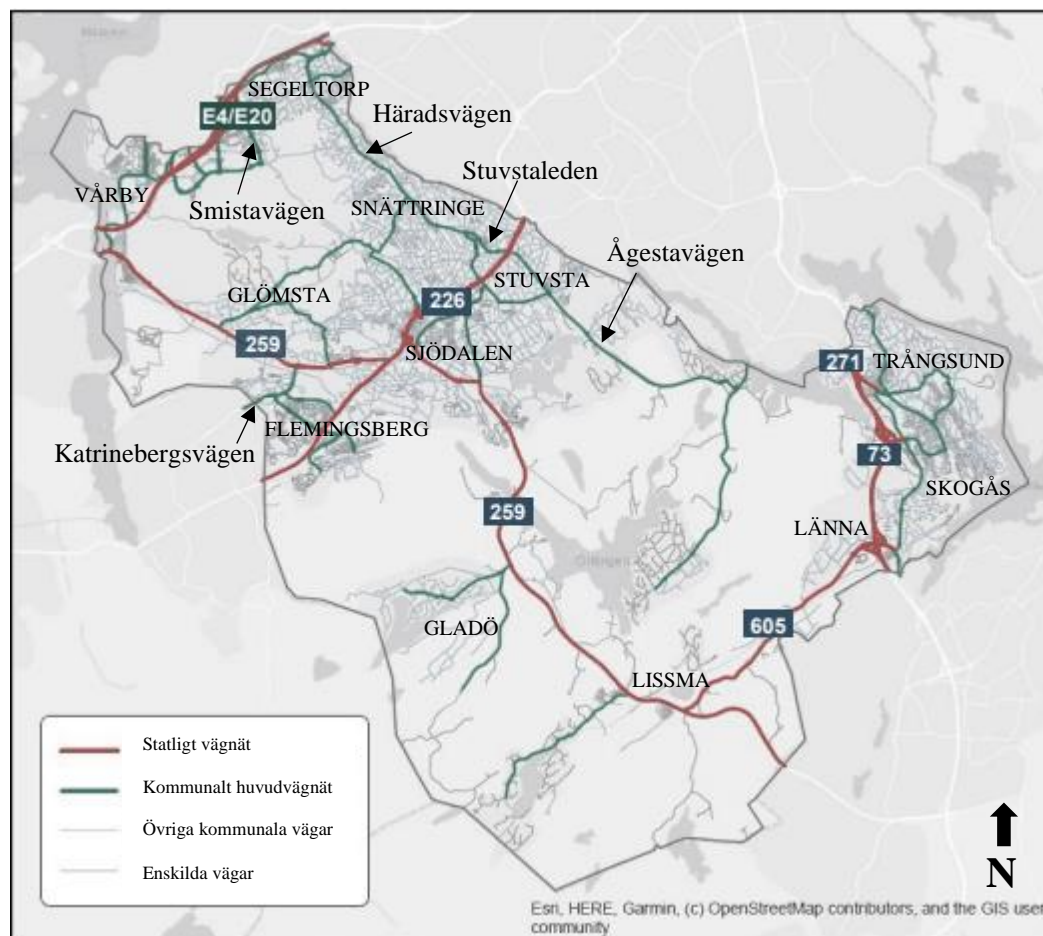 SEGELTORP
E4/E20
Häradsvägen
Stuvstaleden
VÅRBY
Smistavägen
SNÄTTRINGE
Ågestavägen
STUVSTA
GLÖMSTA
226
259
SJÖDALEN
271
TRÅNGSUND
FLEMINGSBERG
Katrinebergsvägen
73
SKOGÅS
259
LÄNNA
GLADÖ
605
LISSMA
Statligt vägnät
Kommunalt huvudvägnät
Övriga kommunala vägar
Enskilda vägar
N
Esri, HERE, Garmin, (c) OpenStreetMap contributors, and the GIS user
community